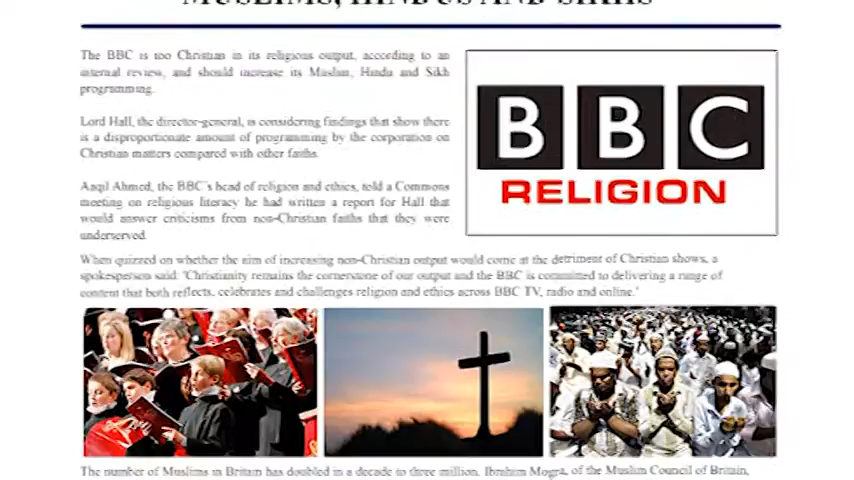 MUSLIMS, HINDUS AND SIKHS
The BBC is too Christian in its religious output, according to an
internal review, and should increase its Muslim, Hindu and Sikh
programming.
Lord Hall, the director-general, is considering findings that show there
is a disproportionate amount of programming by the corporation on
Christian matters compared with other faiths.
Aaqil Ahmed, the BBC's head of religion and ethics, told a Commons
meeting on religious literacy he had written a report for Hall that
would answer criticisms from non-Christian faiths that they were
underserved.
BBC
RELIGION
When quizzed on whether the aim of increasing non-Christian output would come at the detriment of Christian shows, a
spokesperson said: 'Christianity remains the cornerstone of our output and the BBC is committed to delivering a range of
content that both reflects, celebrates and challenges religion and ethics across BBC TV, radio and online.'
The number of Muslims in Britain has doubled in a decade to three million. Ibrahim Mogra, of the Muslim Council of Britain,